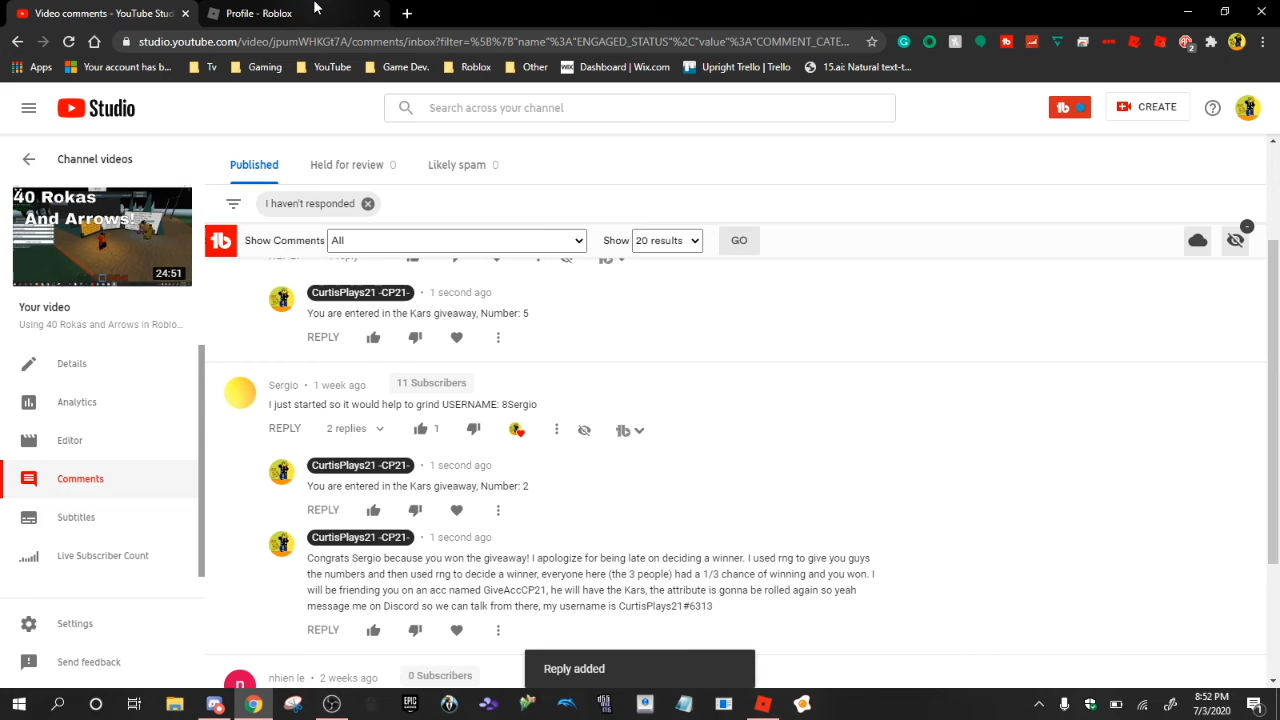 Video - YouTube
Profile - Roblox
studio.youtube.com/video/jpumWHKGt7A/comments/inbox?filter=%5B%7B"name"%3A"ENGAGED_STATUS"%2C"value"%3A"COMMENT_CATE...
2
Apps
Your account has b...
Tv
Graphic Design
YouTube
Game Dev
Roblox
Other
Dashboard | Wix.com
Upright Trello | Trello
15.ai Natural text-t...
Studio
Search across your channel
CREATE
Channel videos
40 Rokas
And Arrows!
24:51
Your video
Using 40 Rokas and Arrows in Roblo...
Details
Analytics
Editor
Comments
Subtitles
Live Subscriber Count
Settings
Send feedback
Published
Held for review 0
Likely spam 0
I haven't responded
Show Comments All
Show 20 results
GO
CurtisPlays21 -CP21- • 1 second ago
You are entered in the Kars giveaway, Number: 5
REPLY
Sergio • 1 week ago 11 Subscribers
I just started so it would help to grind USERNAME: 8Sergio
REPLY 2 replies 1
CurtisPlays21 -CP21- • 1 second ago
You are entered in the Kars giveaway, Number: 2
REPLY
CurtisPlays21 -CP21- • 1 second ago
Congrats Sergio because you won the giveaway! I apologize for being late on deciding a winner. I used rng to give you guys
the numbers and then used rng to decide a winner, everyone here (the 3 people) had a 1/3 chance of winning and you won. I
will be friending you on an acc named GiveAccCP21, he will have the Kars, the attribute is gonna be rolled again so yeah
message me on Discord so we can talk from there, my username is CurtisPlays21#6313
REPLY
nhien le • 2 weeks ago 0 Subscribers
Reply added
EPIC
GAMES
8:52 PM
7/3/2020